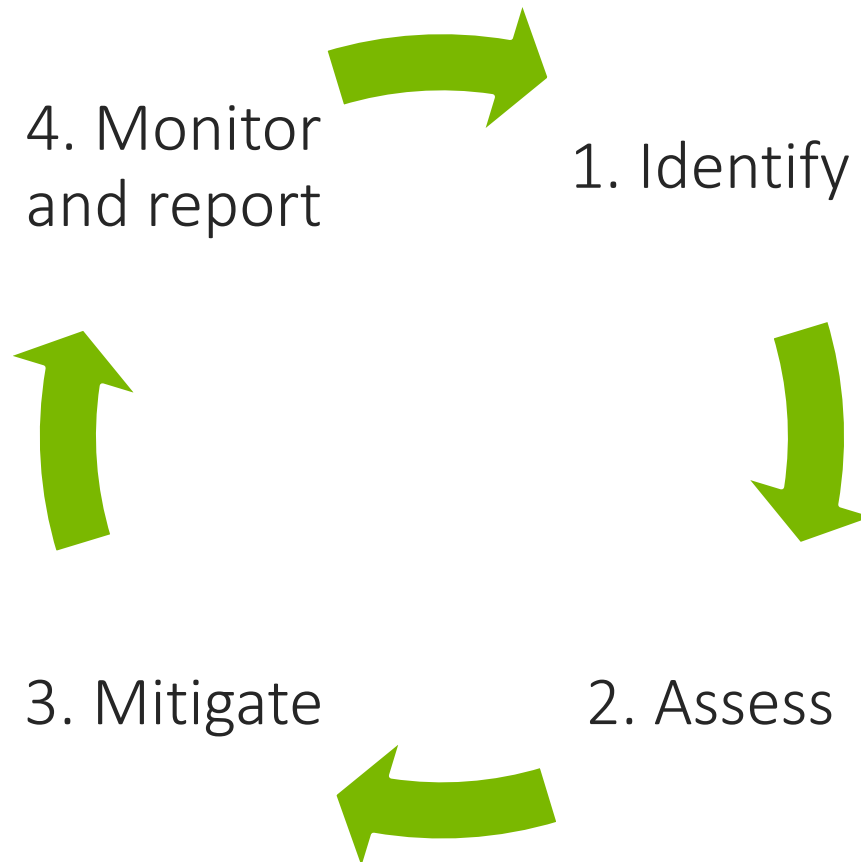 4. Monitor
and report
1. Identify
3. Mitigate
2. Assess